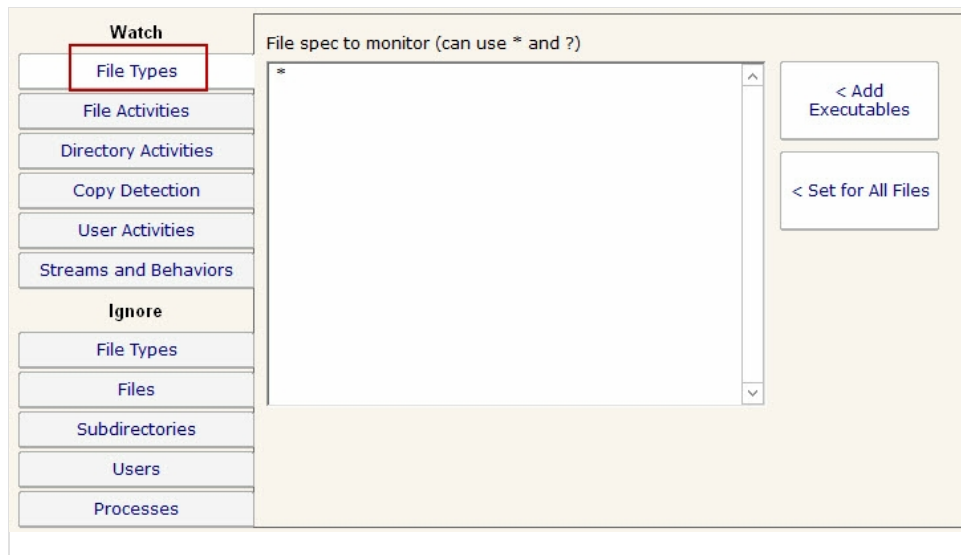 Watch
File Types
File Activities
Directory Activities
Copy Detection
User Activities
Streams and Behaviors
Ignore
File Types
Files
Subdirectories
Users
Processes
File spec to monitor (can use * and ?)
*
< Add
Executables
< Set for All Files